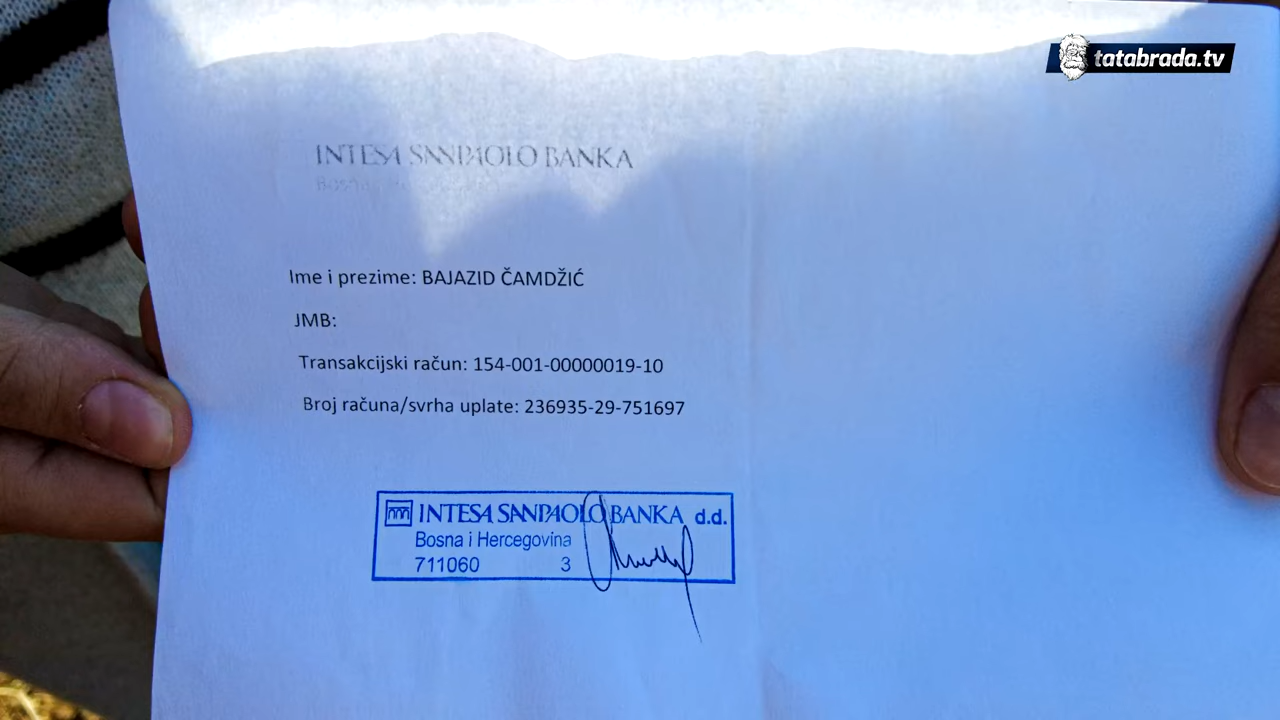 tatabrada.tv
INTESA SANPAOLO BANKA
Ime i prezime: BAJAZID ČAMDŽIĆ
JMB:
Transakcijski račun: 154-001-00000019-10
Broj računa/svrha uplate: 236935-29-751697
INTESA SANPAOLO BANKA d.d.
Bosna i Hercegovina
711060 3